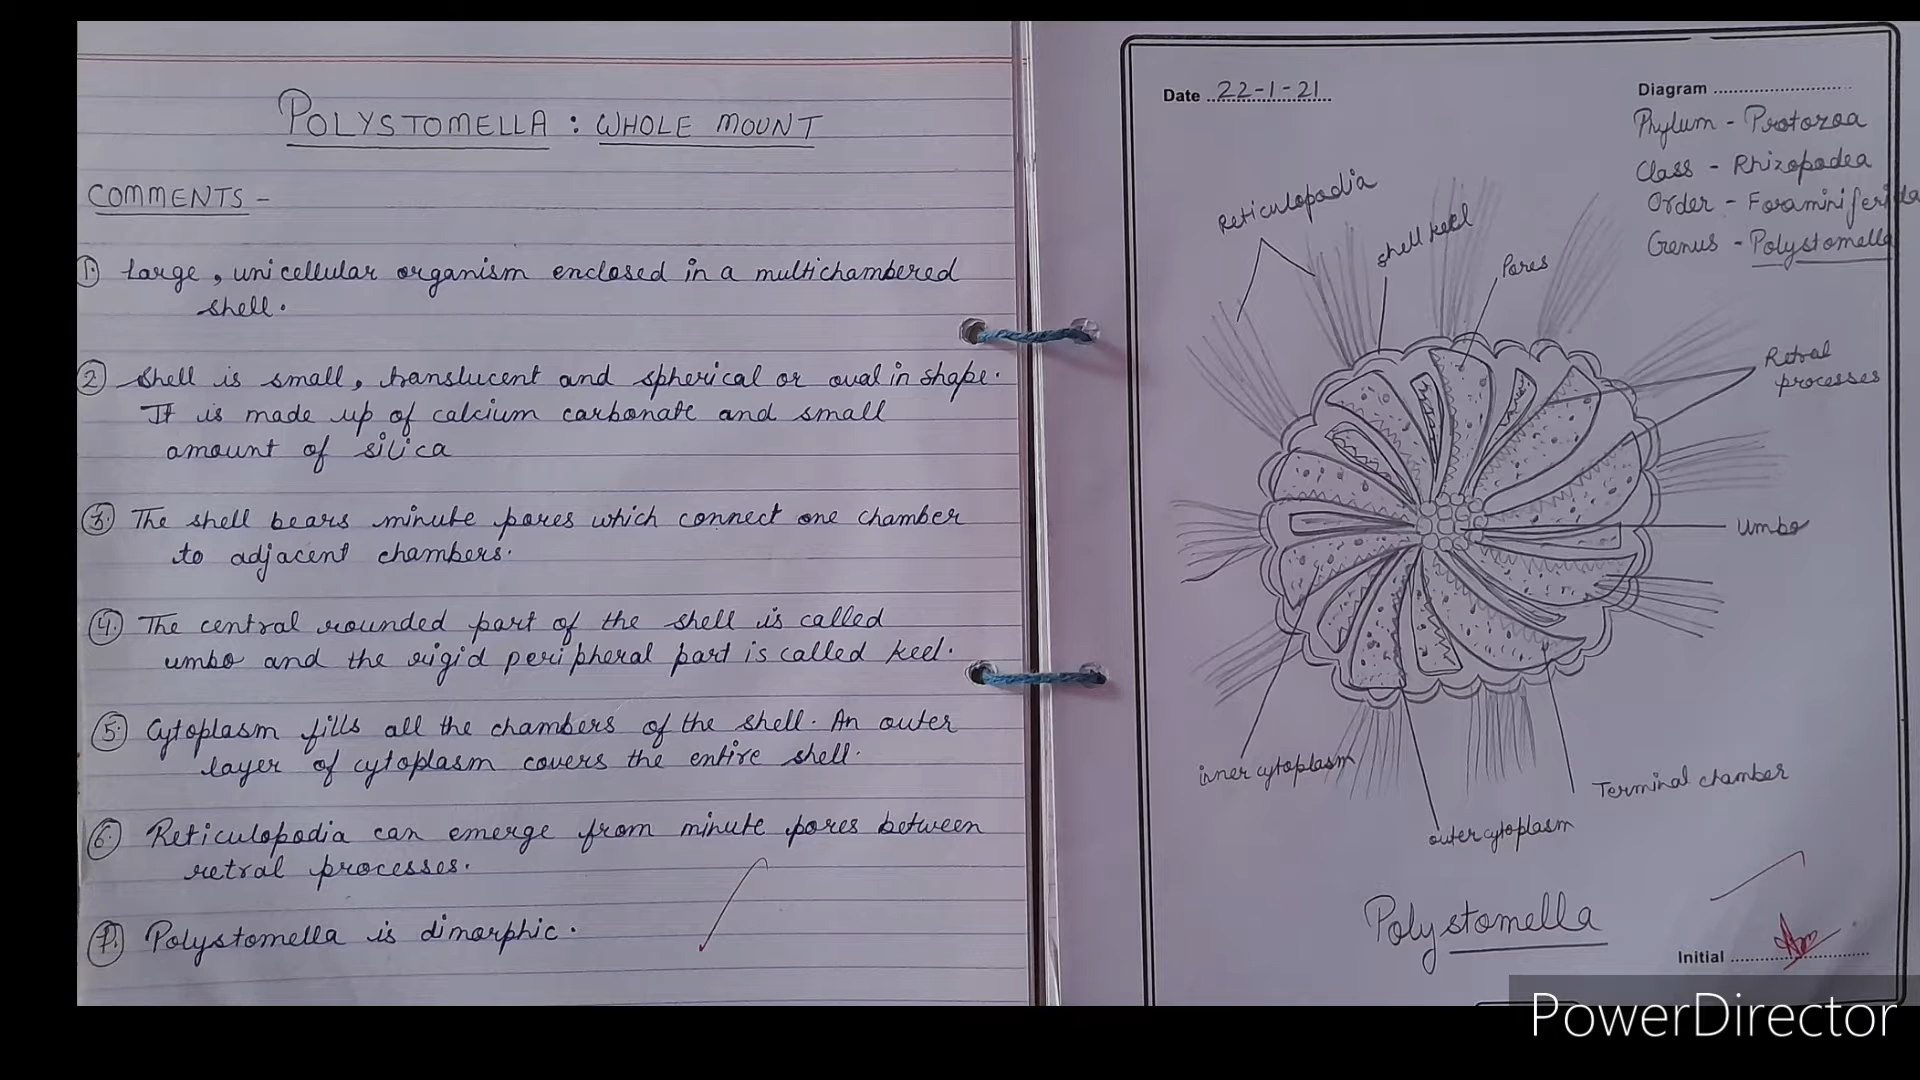 POLYSTOMELLA : WHOLE MOUNT
COMMENTS -
1. Large, unicellular organism enclosed in a multichambered
shell.
2 Shell is small, translucent and spherical or oval in shape.
It is made up of calcium carbonate and small
amount of silica
3. The shell bears minute pores which connect one chamber
to adjacent chambers.
4. The central rounded part of the shell is called
umbo and the rigid peripheral part is called keel.
5. Cytoplasm fills all the chambers of the shell. An outer
layer of cytoplasm covers the entire shell.
6. Reticulopodia can emerge from minute pores between
retral processes.
7. Polystomella is dimorphic.
Date 22-1-21
Diagram
Phylum - Protozoa
Class - Rhizopodea
Order - Foraminiferida
Genus - Polystomella
Reticulopodia
shell keel
Pores
Retral
processes
Umbo
inner cytoplasm
Terminal chamber
outer cytoplasm
Polystomella
Initial
PowerDirector